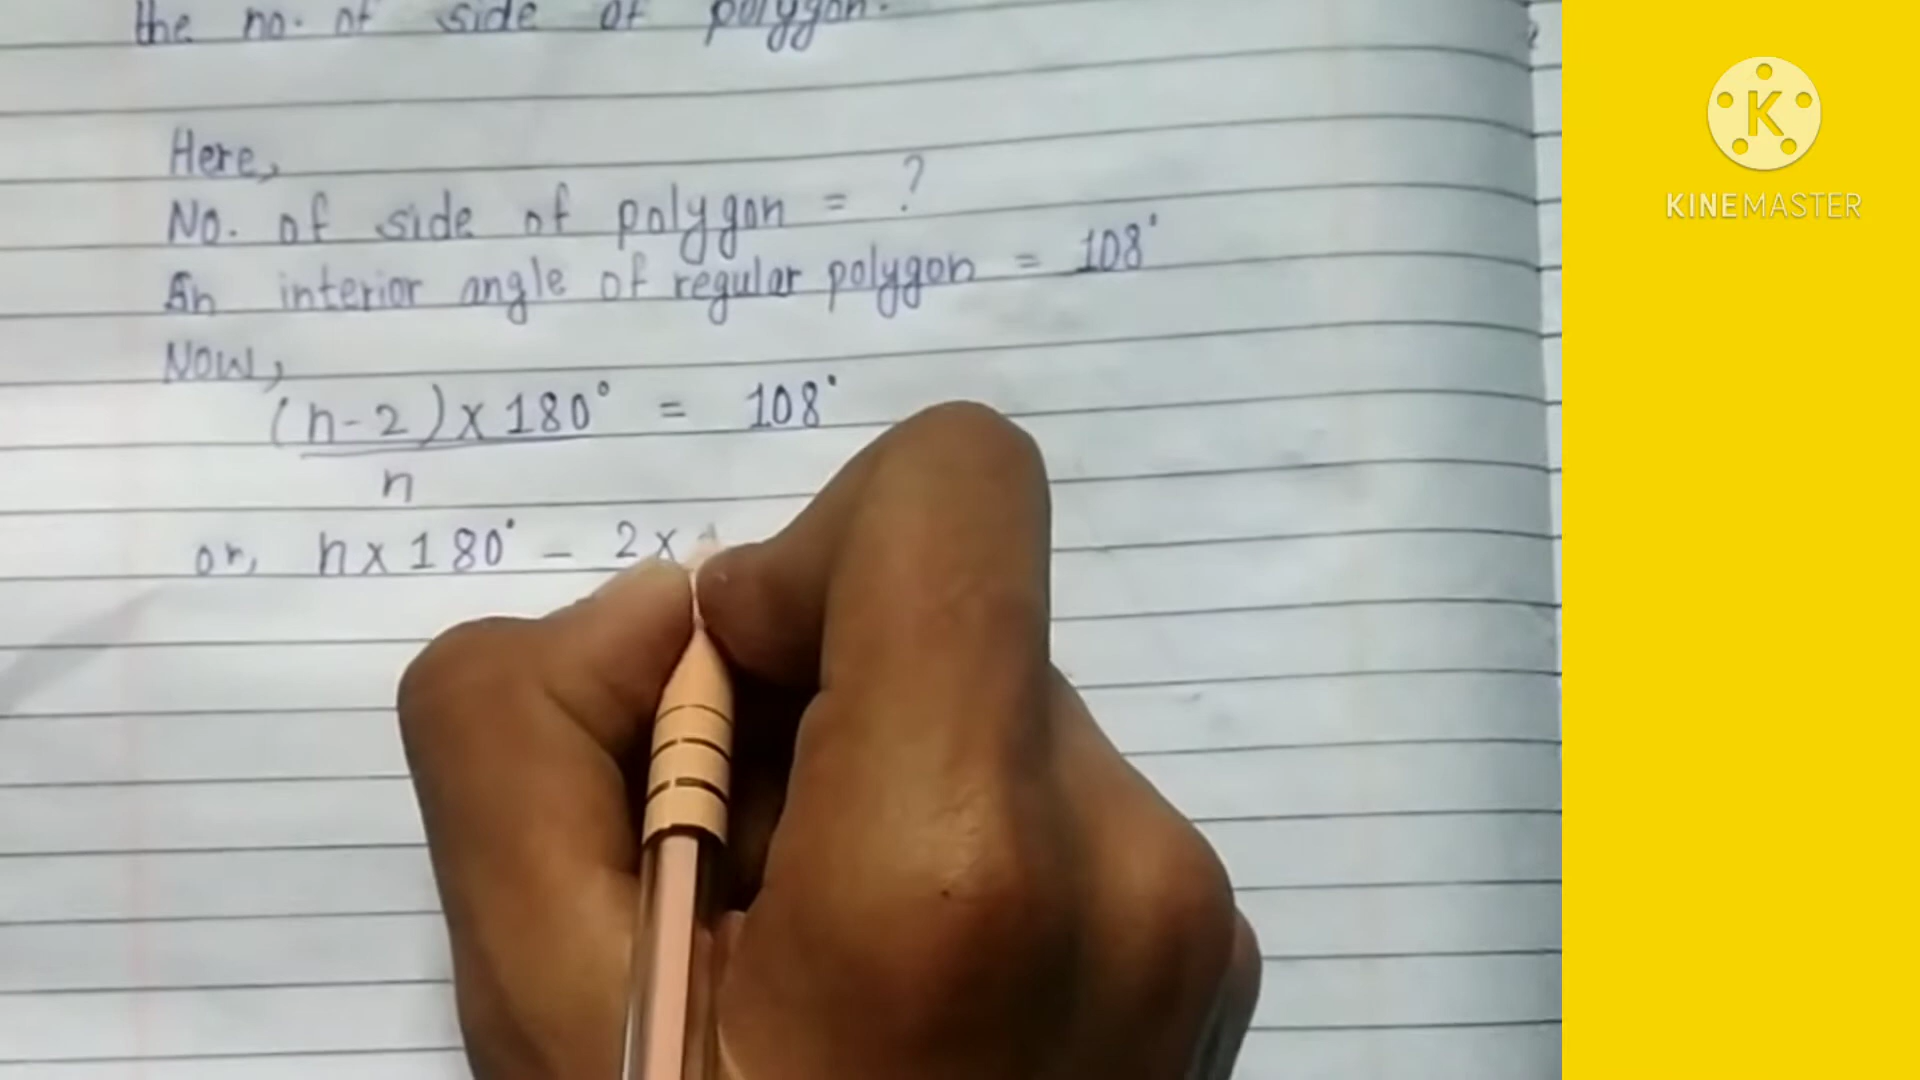 the no. of side of polygon.
Here,
No. of side of polygon = ?
An interior angle of regular polygon = 108°
Now,
(n-2) x 180° = 108°
n
or, n x 180° - 2 x
K
KINEMASTER